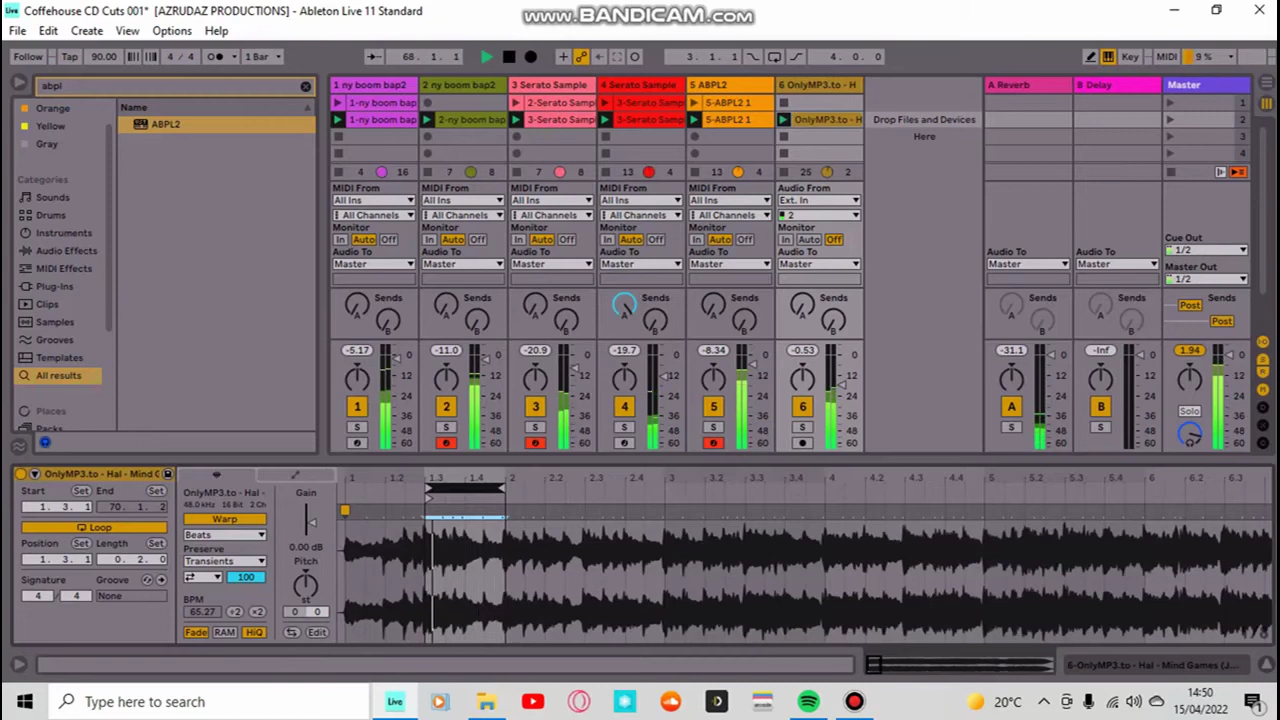 Coffehouse CD Cuts 001* [AZRUDAZ PRODUCTIONS] - Ableton Live 11 Standard
www.BANDICAM.com
File Edit Create View Options Help
Follow Tap 90.00 4 / 4 1 Bar 68. 1. 1 3. 1. 1 4. 0. 0 Key MIDI 9 %
abpl
Orange
Yellow
Gray
Categories
Sounds
Drums
Instruments
Audio Effects
MIDI Effects
Plug-Ins
Clips
Samples
Grooves
Templates
All results
Places
Packs
Name
ABPL2
1 ny boom bap2 2 ny boom bap2 3 Serato Sample 4 Serato Sample 5 ABPL2 6 OnlyMP3.to - H A Reverb B Delay Master
1-ny boom bap 2-Serato Samp 3-Serato Samp 5-ABPL2 1 1
1-ny boom bap 2-ny boom bap 3-Serato Samp 3-Serato Samp 5-ABPL2 1 OnlyMP3.to - H Drop Files and Devices 2
Here 3
4
4 16 7 8 7 8 13 4 13 4 25 2
MIDI From MIDI From MIDI From MIDI From MIDI From Audio From
All Ins All Ins All Ins All Ins All Ins Ext. In
All Channels All Channels All Channels All Channels All Channels 2
Monitor Monitor Monitor Monitor Monitor Monitor
In Auto Off In Auto Off In Auto Off In Auto Off In Auto Off In Auto Off Cue Out
Audio To Audio To Audio To Audio To Audio To Audio To Audio To Audio To 1/2
Master Master Master Master Master Master Master Master Master Out
1/2
Sends Sends Sends Sends Sends Sends Sends Sends Post Sends
A B A B A B A B A B A B A B A B Post
-5.17 0 -11.0 0 -20.9 0 -19.7 0 -8.34 0 -0.53 0 -31.1 0 -Inf 0 1.94 0
12 12 12 12 12 12 12 12 12
24 24 24 24 24 24 24 24 24
1 2 3 4 5 6 A B Solo
36 36 36 36 36 36 36 36 36
S S S S S S S S
48 48 48 48 48 48 48 48 48
60 60 60 60 60 60 60 60 60
OnlyMP3.to - Hal - Mind G
Start Set End Set
1. 3. 1 70. 1. 2
Loop
Position Set Length Set
1. 3. 1 0. 2. 0
Signature Groove
4 / 4 None
OnlyMP3.to - Hal -
48.0 kHz 16 Bit 2 Ch
Warp
Beats
Preserve
Transients
100
BPM
65.27 ÷2 ×2
Fade RAM HiQ
Gain
0.00 dB
Pitch
st
0 0
Edit
1 1.2 1.3 1.4 2 2.2 2.3 2.4 3 3.2 3.3 3.4 4 4.2 4.3 4.4 5 5.2 5.3 5.4 6 6.2 6.3
6-OnlyMP3.to - Hal - Mind Games (J...
Type here to search
Live
20°C
14:50
15/04/2022
1